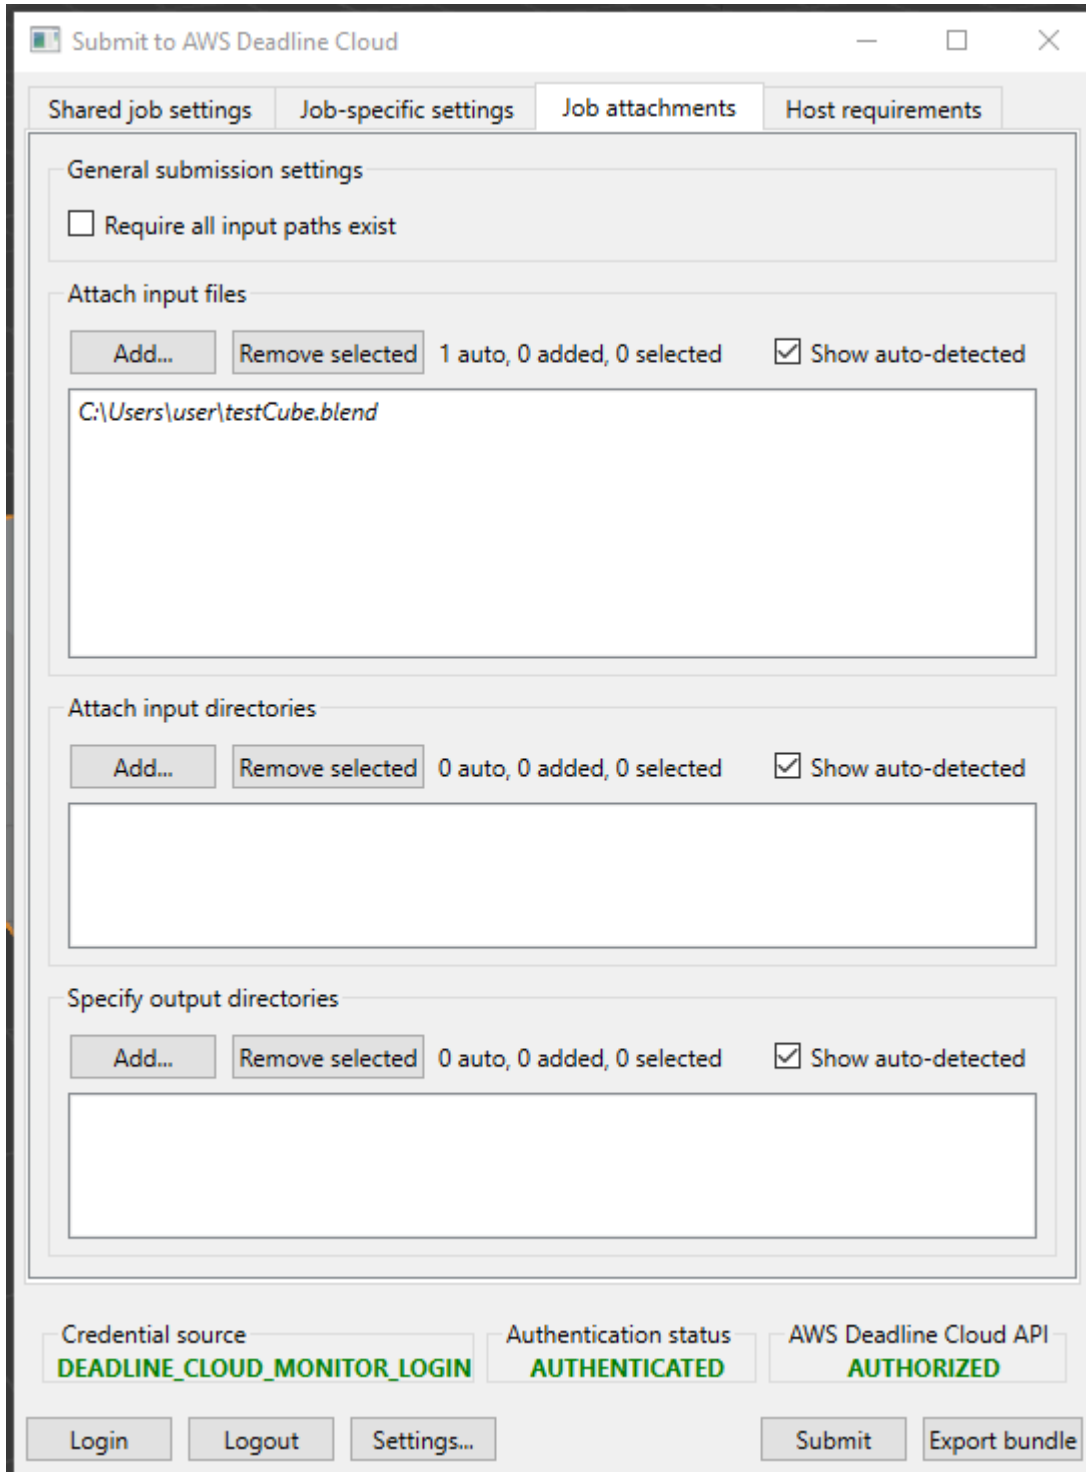 Submit to AWS Deadline Cloud
Shared job settings Job-specific settings Job attachments Host requirements
General submission settings
Require all input paths exist
Attach input files
Add... Remove selected 1 auto, 0 added, 0 selected Show auto-detected
C:\Users\user\testCube.blend
Attach input directories
Add... Remove selected 0 auto, 0 added, 0 selected Show auto-detected
Specify output directories
Add... Remove selected 0 auto, 0 added, 0 selected Show auto-detected
Credential source Authentication status AWS Deadline Cloud API
DEADLINE_CLOUD_MONITOR_LOGIN AUTHENTICATED AUTHORIZED
Login Logout Settings... Submit Export bundle